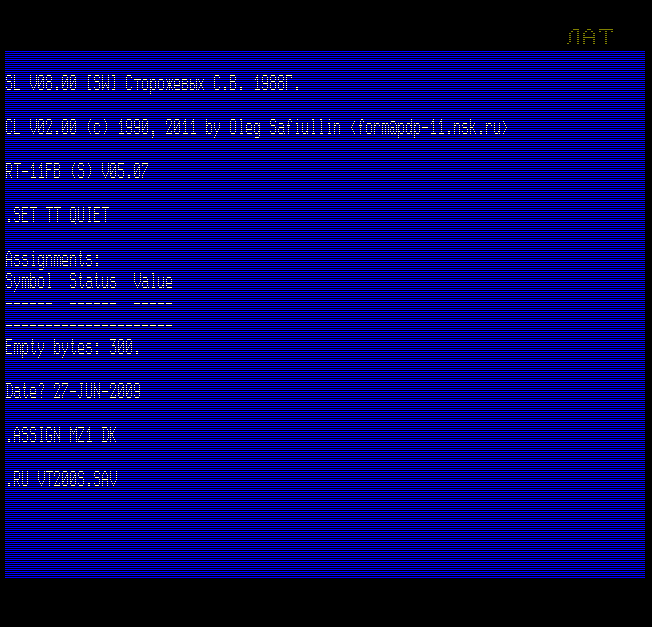 ЛАТ
SL V08.00 [SW] Сторожевых С.В. 1988Г.
CL V02.00 (c) 1990, 2011 by Oleg Safiullin <form@pdp-11.nsk.ru>
RT-11FB (S) V05.07
.SET TT QUIET
Assignments:
Symbol  Status  Value
------  ------  -----
---------------------
Empty bytes: 300.
Date? 27-JUN-2009
.ASSIGN MZ1 DK
.RU VT200S.SAV